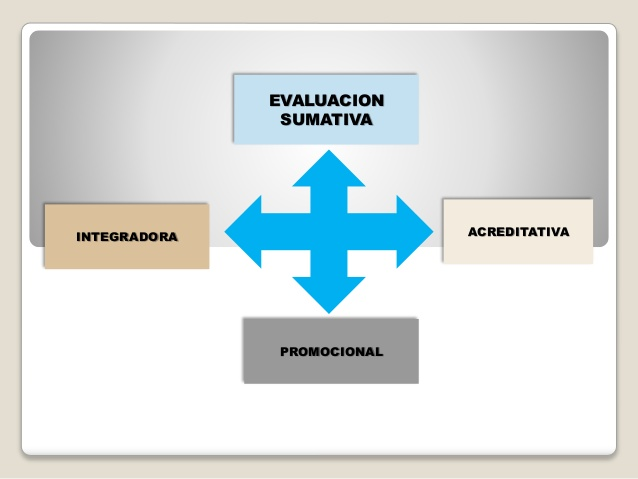 EVALUACION
SUMATIVA
INTEGRADORA
ACREDITATIVA
PROMOCIONAL